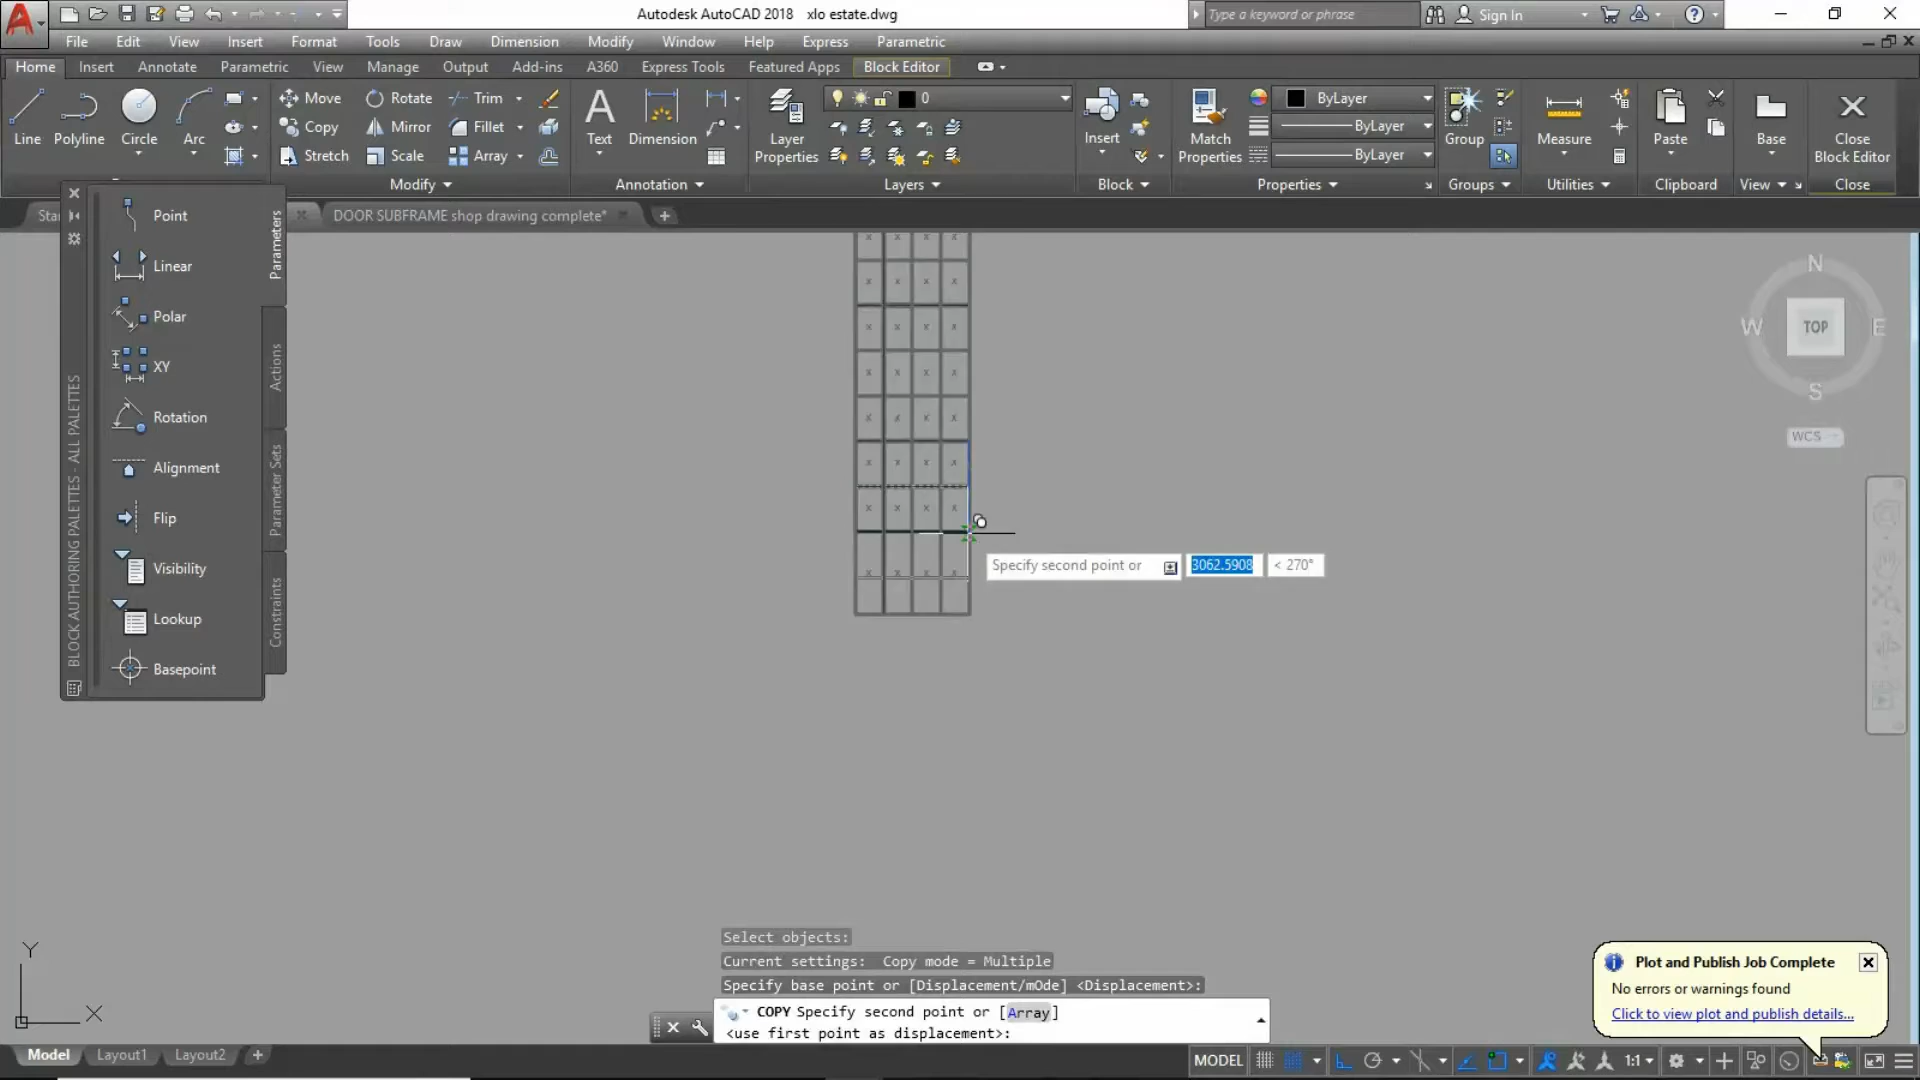 Autodesk AutoCAD 2018 xlo estate.dwg
Type a keyword or phrase
Sign In
File Edit View Insert Format Tools Draw Dimension Modify Window Help Express Parametric
Home Insert Annotate Parametric View Manage Output Add-ins A360 Express Tools Featured Apps Block Editor
Line Polyline Circle Arc
Move Rotate Trim
Copy Mirror Fillet
Stretch Scale Array
Modify
Text Dimension
Annotation
Layer Properties
0
Layers
Insert
Block
Match Properties
ByLayer
ByLayer
ByLayer
Properties
Group
Groups
Measure
Utilities
Paste
Clipboard
Base
View
Close Block Editor
Close
Star
DOOR SUBFRAME shop drawing complete*
Point
Linear
Polar
XY
Rotation
Alignment
Flip
Visibility
Lookup
Basepoint
Parameters
Actions
Parameter Sets
Constraints
BLOCK AUTHORING PALETTES - ALL PALETTES
N
W TOP E
S
WCS
Specify second point or 3062.5908 < 270°
Y
X
Select objects:
Current settings: Copy mode = Multiple
Specify base point or [Displacement/mOde] <Displacement>:
COPY Specify second point or [Array]
<use first point as displacement>:
Plot and Publish Job Complete
No errors or warnings found
Click to view plot and publish details...
Model Layout1 Layout2
MODEL
1:1